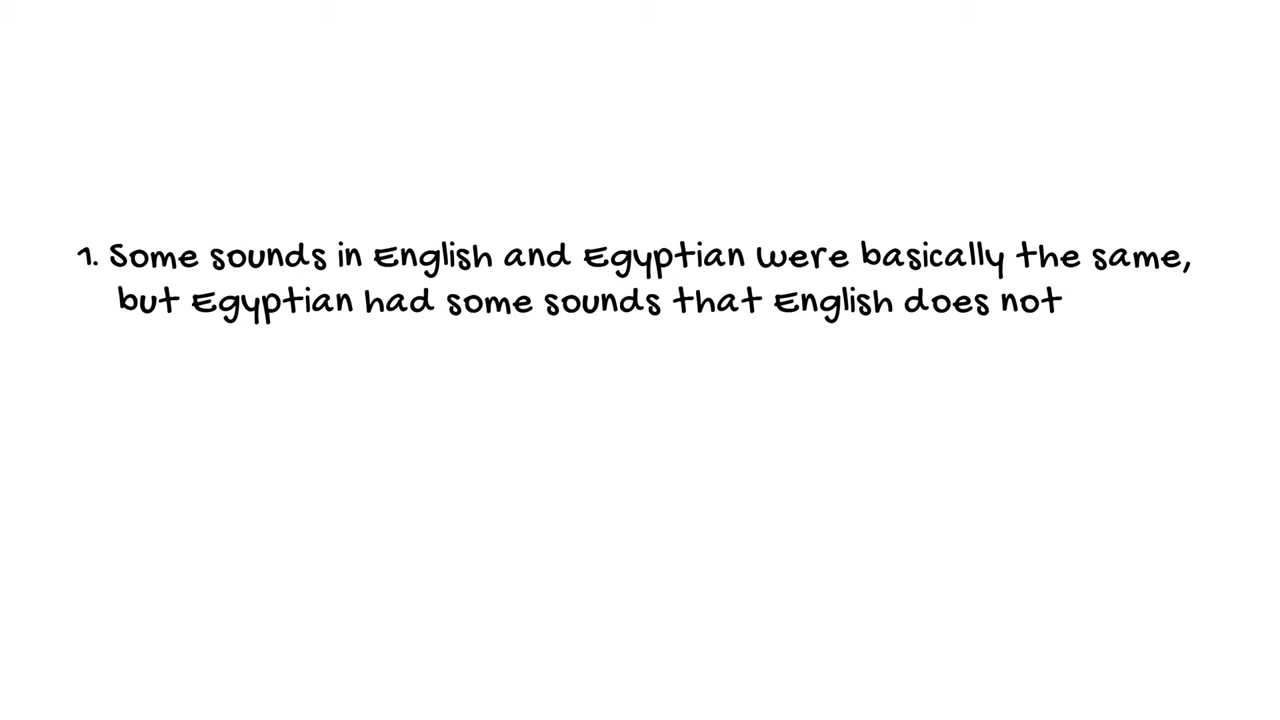 1. Some sounds in English and Egyptian were basically the same,
but Egyptian had some sounds that English does not